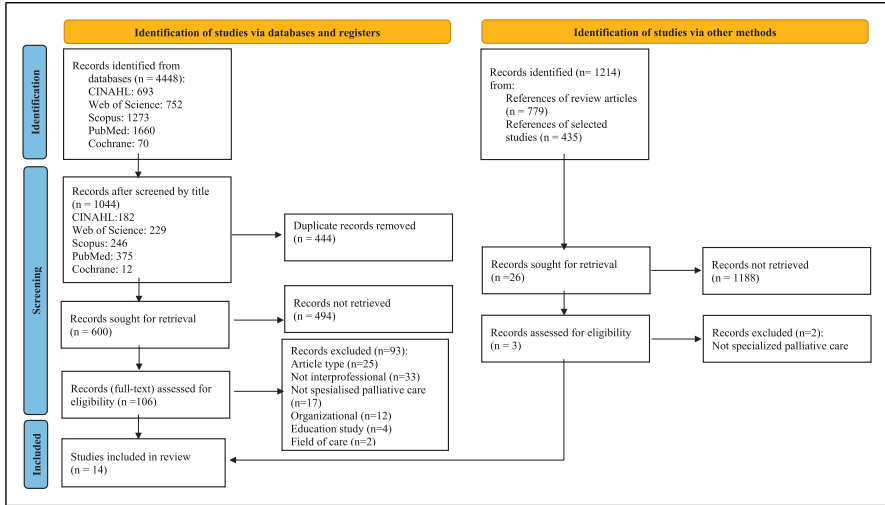 Identification of studies via databases and registers
Identification of studies via other methods
Identification
Records identified from
databases (n = 4448):
CINAHL: 693
Web of Science: 752
Scopus: 1273
PubMed: 1660
Cochrane: 70
Records identified (n= 1214)
from:
References of review articles
(n = 779)
References of selected
studies (n = 435)
Screening
Records after screened by title
(n = 1044)
CINAHL:182
Web of Science: 229
Scopus: 246
PubMed: 375
Cochrane: 12
Duplicate records removed
(n = 444)
Records sought for retrieval
(n =26)
Records not retrieved
(n = 1188)
Records sought for retrieval
(n = 600)
Records not retrieved
(n = 494)
Records assessed for eligibility
(n = 3)
Records excluded (n=2):
Not specialized palliative care
Records (full-text) assessed for
eligibility (n =106)
Records excluded (n=93):
Article type (n=25)
Not interprofessional (n=33)
Not spesialised palliative care
(n=17)
Organizational (n=12)
Education study (n=4)
Field of care (n=2)
Included
Studies included in review
(n = 14)